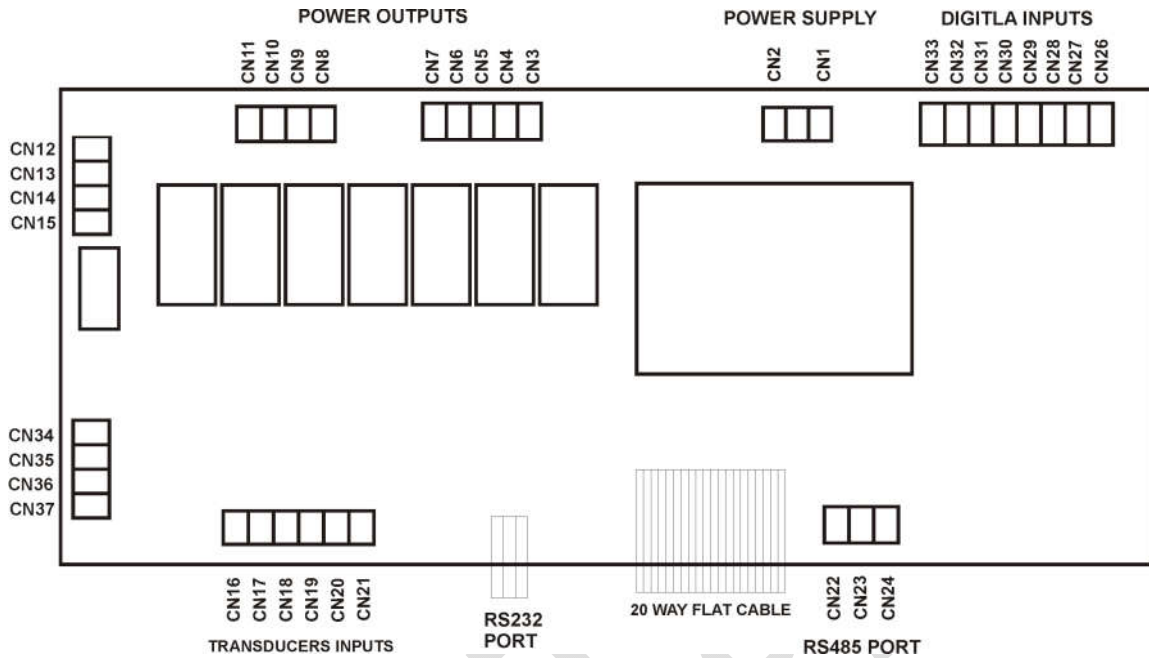 POWER OUTPUTS
POWER SUPPLY
DIGITLA INPUTS
CN11
CN10
CN9
CN8
CN7
CN6
CN5
CN4
CN3
CN2
CN1
CN33
CN32
CN31
CN30
CN29
CN28
CN27
CN26
CN12
CN13
CN14
CN15
CN34
CN35
CN36
CN37
CN16
CN17
CN18
CN19
CN20
CN21
TRANSDUCERS INPUTS
RS232
PORT
20 WAY FLAT CABLE
CN22
CN23
CN24
RS485 PORT